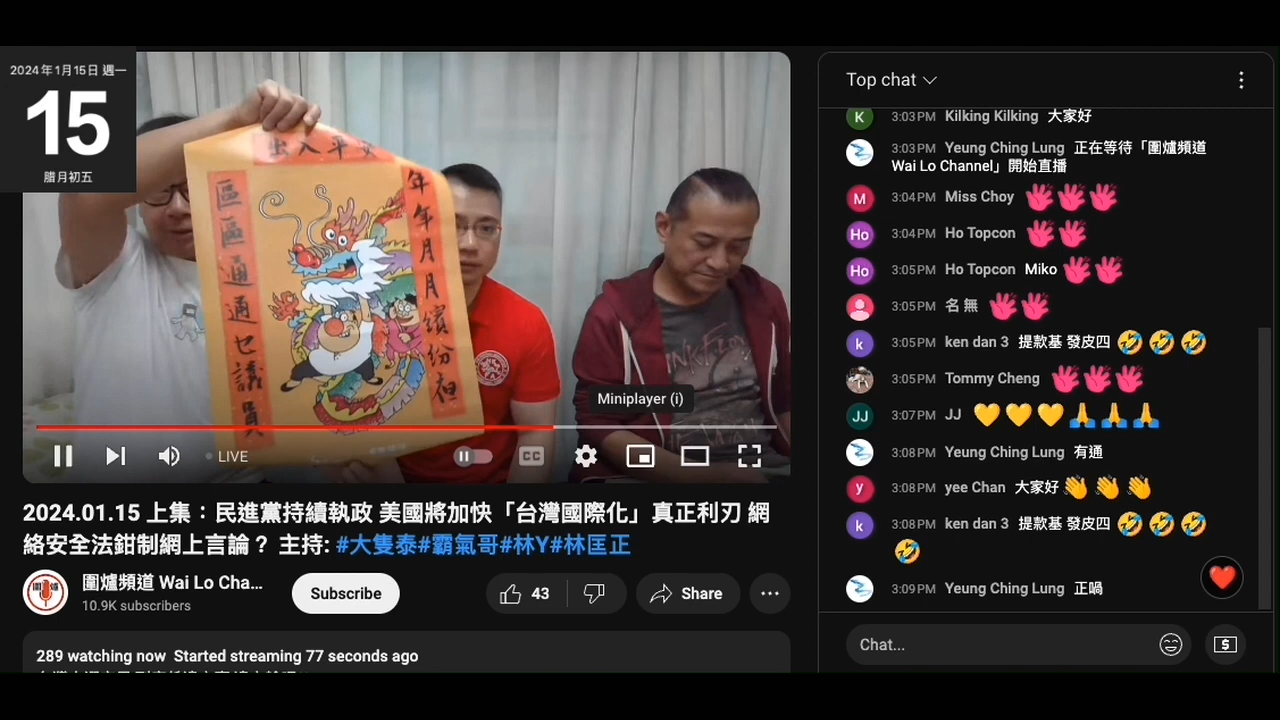 2024年1月15日 週一
15
臘月初五
出入平安
區區通通乜議員
年年月月繽紛夜
PINK FLOYD
Miniplayer (i)
LIVE
CC
2024.01.15 上集：民進黨持續執政 美國將加快「台灣國際化」真正利刃 網
絡安全法鉗制網上言論？ 主持: #大隻泰#霸氣哥#林Y#林匡正
圍爐頻道 Wai Lo Cha...
10.9K subscribers
Subscribe
43
Share
289 watching now Started streaming 77 seconds ago
Top chat
K 3:03PM Kilking Kilking 大家好
3:03PM Yeung Ching Lung 正在等待「圍爐頻道
Wai Lo Channel」開始直播
M 3:04PM Miss Choy
Ho 3:04PM Ho Topcon
Ho 3:05PM Ho Topcon Miko
3:05PM 名 無
k 3:05PM ken dan 3 提款基 發皮四 🤣 🤣 🤣
3:05PM Tommy Cheng
JJ 3:07PM JJ 💛 💛 💛 🙏 🙏 🙏
3:08PM Yeung Ching Lung 有通
y 3:08PM yee Chan 大家好 👏 👏 👏
k 3:08PM ken dan 3 提款基 發皮四 🤣 🤣 🤣
🤣
3:09PM Yeung Ching Lung 正喎
Chat...